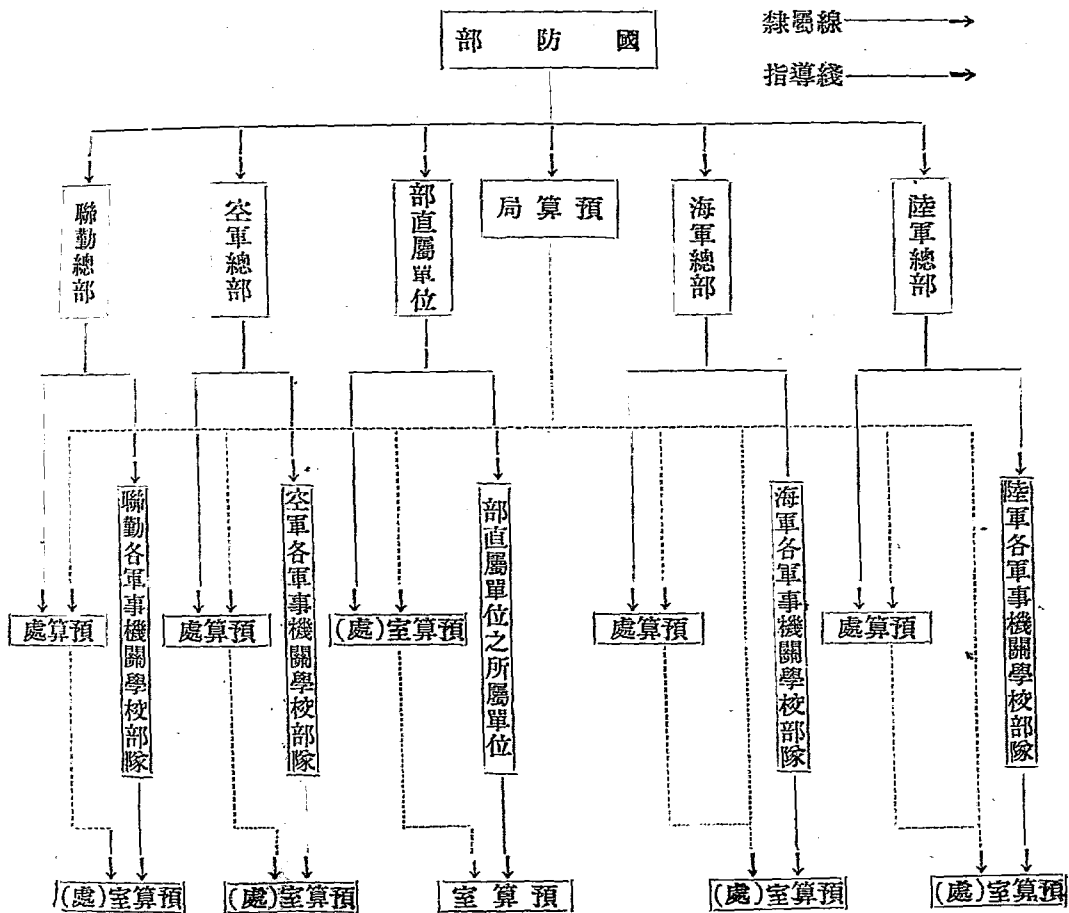 國防部
隸屬線
指導綫
陸軍總部
海軍總部
預算局
部直屬單位
空軍總部
聯勤總部
陸軍各軍事機關學校部隊
預算處
海軍各軍事機關學校部隊
預算處
部直屬單位之所屬單位
預算室(處)
空軍各軍事機關學校部隊
預算處
聯勤各軍事機關學校部隊
預算處
預算室(處)
預算室(處)
預算室
預算室(處)
預算室(處)